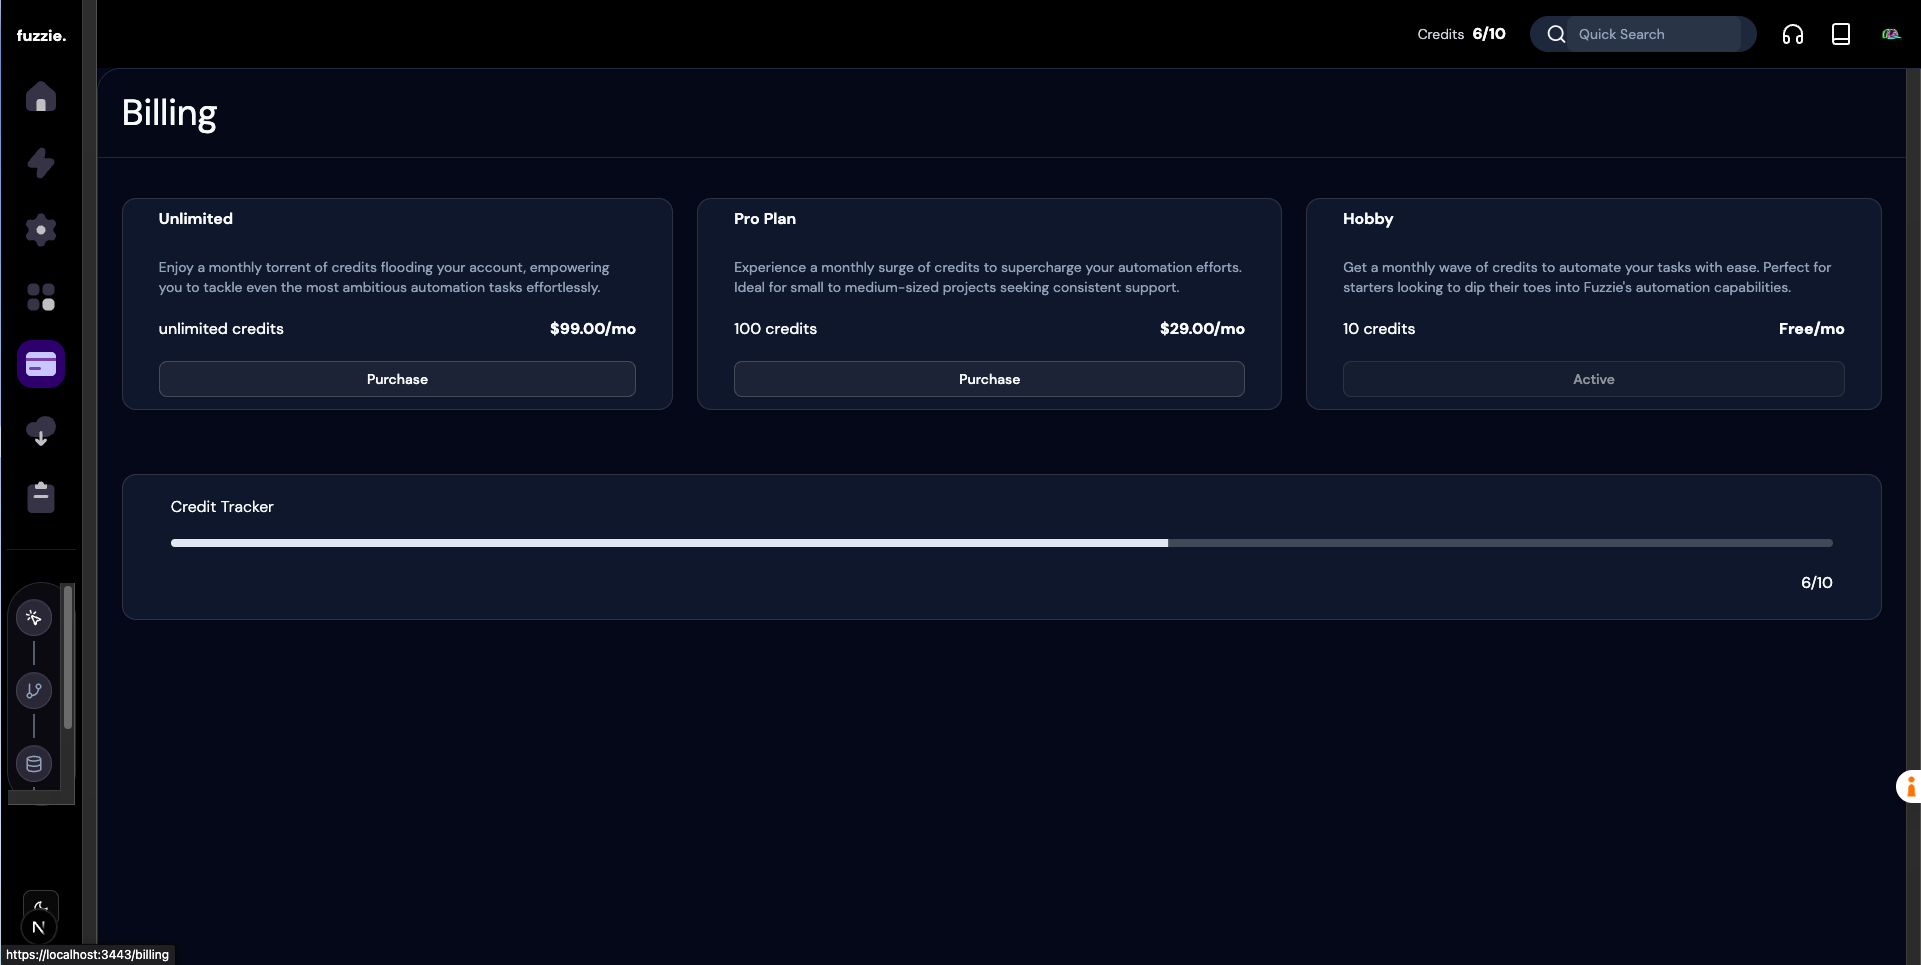 fuzzie.
Credits 6/10
Quick Search
Billing
Unlimited
Enjoy a monthly torrent of credits flooding your account, empowering
you to tackle even the most ambitious automation tasks effortlessly.
unlimited credits
$99.00/mo
Purchase
Pro Plan
Experience a monthly surge of credits to supercharge your automation efforts.
Ideal for small to medium-sized projects seeking consistent support.
100 credits
$29.00/mo
Purchase
Hobby
Get a monthly wave of credits to automate your tasks with ease. Perfect for
starters looking to dip their toes into Fuzzie's automation capabilities.
10 credits
Free/mo
Active
Credit Tracker
6/10
N
https://localhost:3443/billing